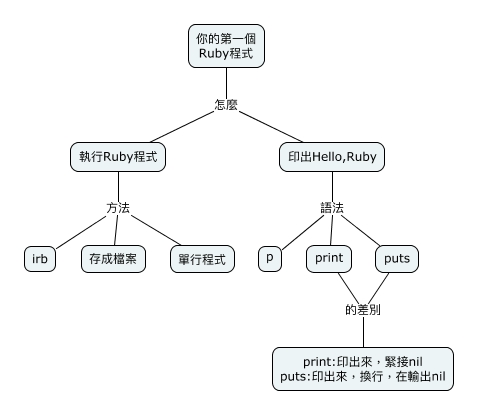 你的第一個
Ruby程式
怎麼
執行Ruby程式
印出Hello,Ruby
方法
語法
irb
存成檔案
單行程式
p
print
puts
的差別
print:印出來，緊接nil
puts:印出來，換行，在輸出nil